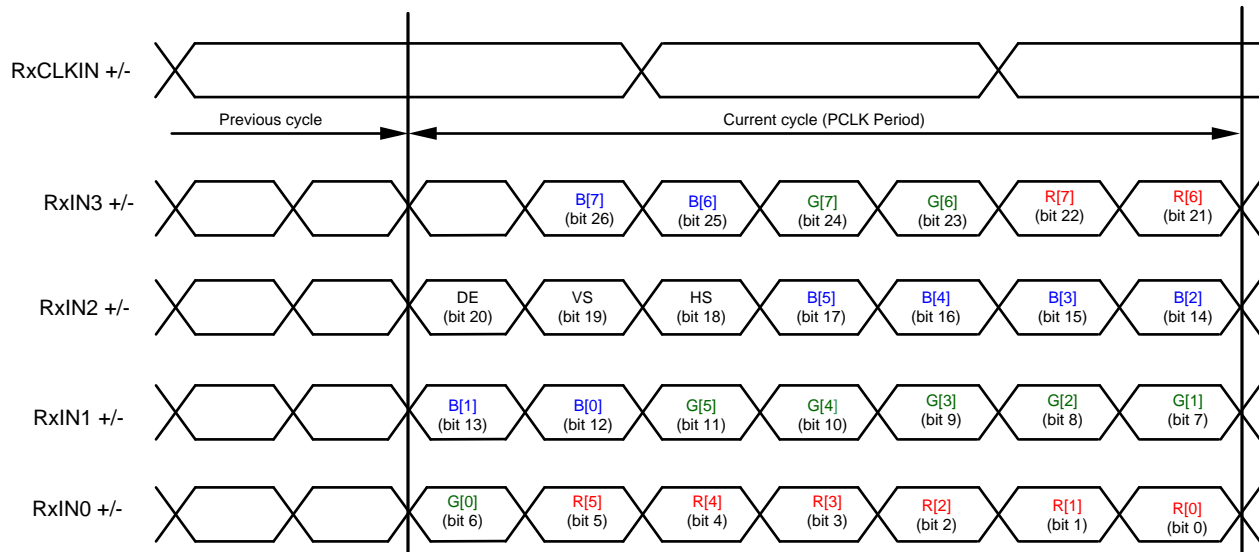 RxCLKIN +/-
Previous cycle
Current cycle (PCLK Period)
RxIN3 +/-
B[7]
(bit 26)
B[6]
(bit 25)
G[7]
(bit 24)
G[6]
(bit 23)
R[7]
(bit 22)
R[6]
(bit 21)
RxIN2 +/-
DE
(bit 20)
VS
(bit 19)
HS
(bit 18)
B[5]
(bit 17)
B[4]
(bit 16)
B[3]
(bit 15)
B[2]
(bit 14)
RxIN1 +/-
B[1]
(bit 13)
B[0]
(bit 12)
G[5]
(bit 11)
G[4]
(bit 10)
G[3]
(bit 9)
G[2]
(bit 8)
G[1]
(bit 7)
RxIN0 +/-
G[0]
(bit 6)
R[5]
(bit 5)
R[4]
(bit 4)
R[3]
(bit 3)
R[2]
(bit 2)
R[1]
(bit 1)
R[0]
(bit 0)